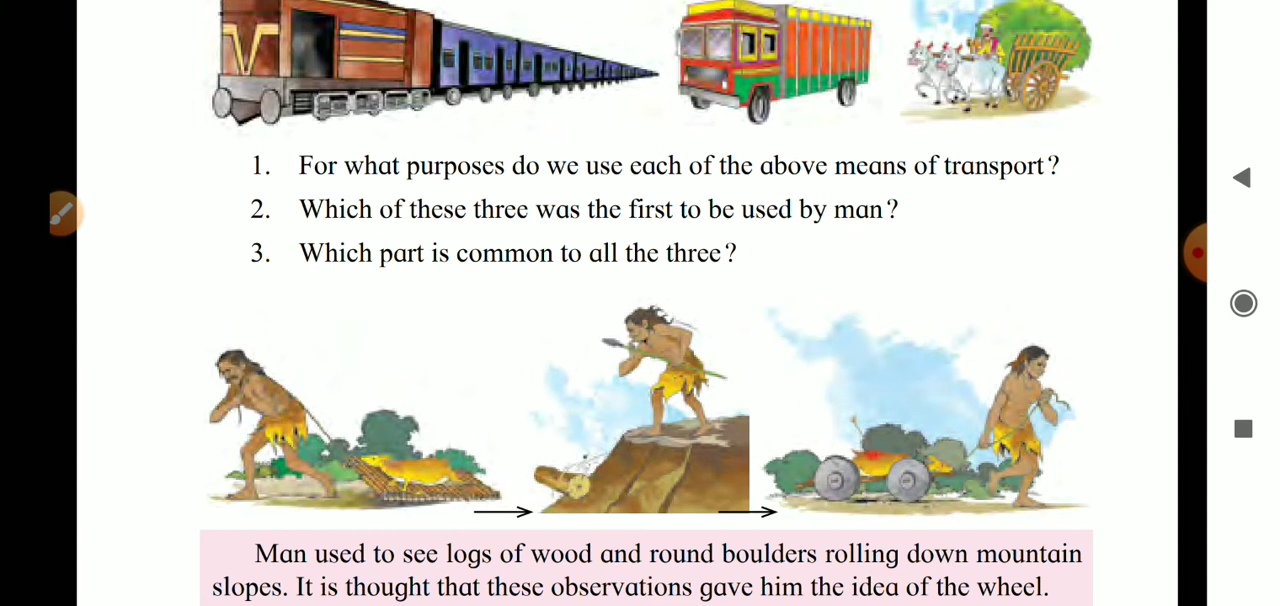 1. For what purposes do we use each of the above means of transport?
2. Which of these three was the first to be used by man?
3. Which part is common to all the three?
Man used to see logs of wood and round boulders rolling down mountain
slopes. It is thought that these observations gave him the idea of the wheel.